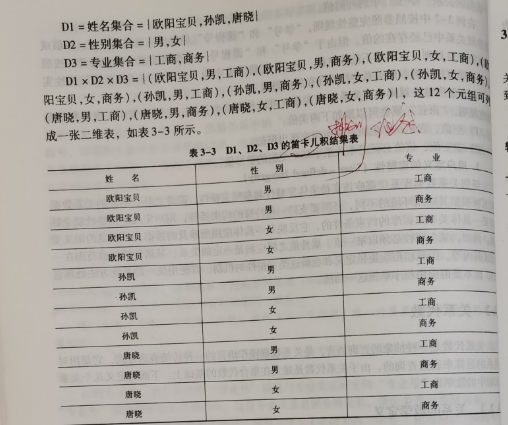 D1 = 姓名集合 = {欧阳宝贝,孙凯,唐晓}
D2 = 性别集合 = {男,女}
D3 = 专业集合 = {工商,商务}
D1 × D2 × D3 = {(欧阳宝贝,男,工商),(欧阳宝贝,男,商务),(欧阳宝贝,女,工商),(欧
阳宝贝,女,商务),(孙凯,男,工商),(孙凯,男,商务),(孙凯,女,工商),(孙凯,女,商务),
(唐晓,男,工商),(唐晓,男,商务),(唐晓,女,工商),(唐晓,女,商务)},这 12 个元组可列
成一张二维表，如表3-3 所示。
表 3-3 D1、D2、D3 的笛卡儿积结集表
姓 名 性 别 专 业
欧阳宝贝 男 工商
欧阳宝贝 男 商务
欧阳宝贝 女 工商
欧阳宝贝 女 商务
孙凯 男 工商
孙凯 男 商务
孙凯 女 工商
孙凯 女 商务
唐晓 男 工商
唐晓 男 商务
唐晓 女 工商
唐晓 女 商务